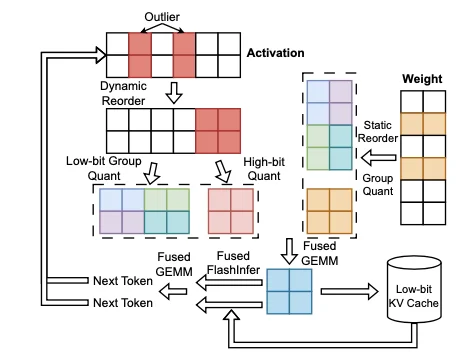 Outlier
Activation
Dynamic
Reorder
Weight
Static
Reorder
Low-bit Group
Quant
High-bit
Quant
Group
Quant
Fused
GEMM
Fused
FlashInfer
Fused
GEMM
Next Token
Next Token
Low-bit
KV Cache